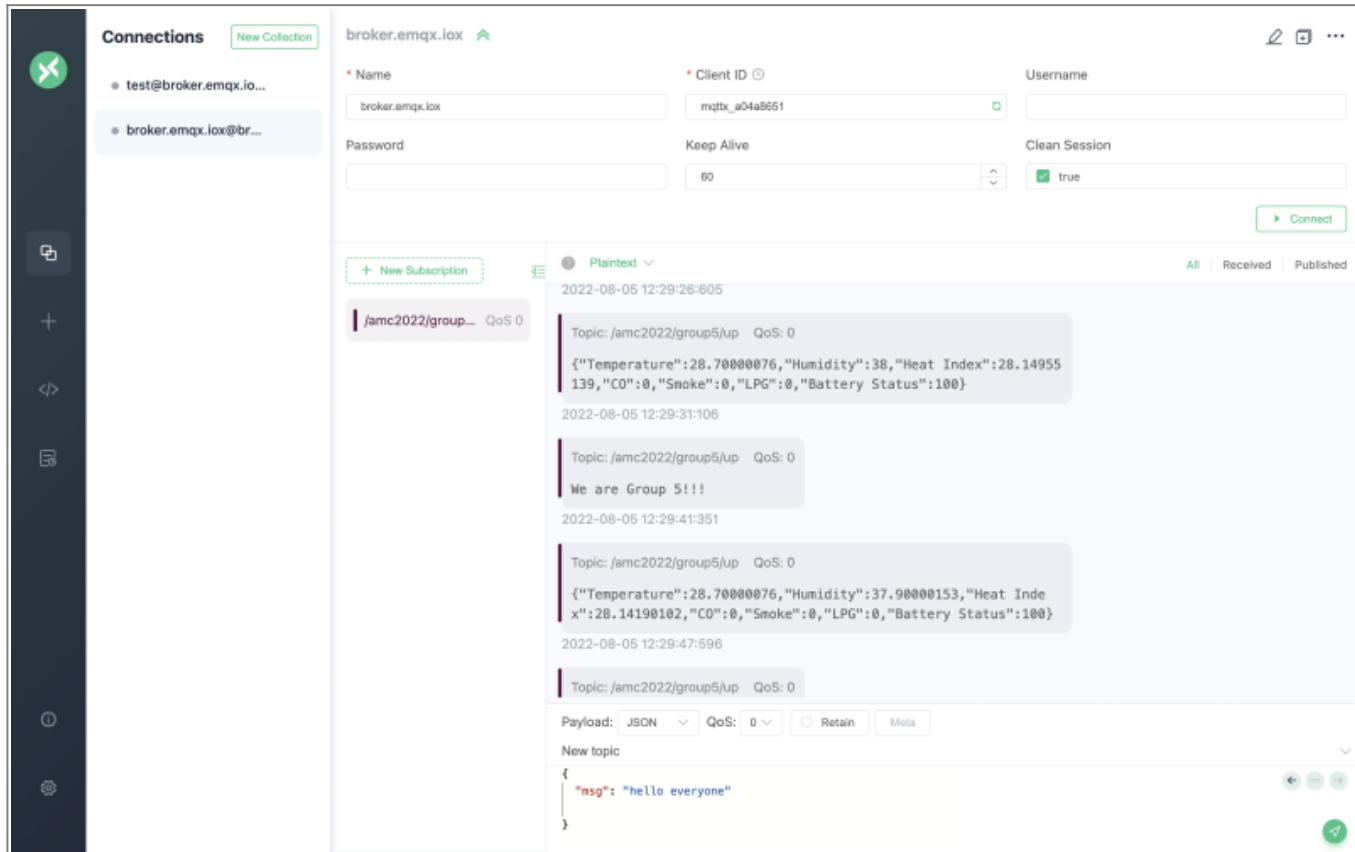 Connections
New Collection
test@broker.emqx.io...
broker.emqx.iox@br...
broker.emqx.iox
* Name
* Client ID
Username
broker.emqx.iox
mqttx_a04a8651
Password
Keep Alive
Clean Session
60
true
Connect
+ New Subscription
Plaintext
All
Received
Published
/amc2022/group... QoS 0
2022-08-05 12:29:26:605
Topic: /amc2022/group5/up QoS: 0
{"Temperature":28.70000076,"Humidity":38,"Heat Index":28.14955
139,"CO":0,"Smoke":0,"LPG":0,"Battery Status":100}
2022-08-05 12:29:31:106
Topic: /amc2022/group5/up QoS: 0
We are Group 5!!!
2022-08-05 12:29:41:351
Topic: /amc2022/group5/up QoS: 0
{"Temperature":28.70000076,"Humidity":37.90000153,"Heat Inde
x":28.14190102,"CO":0,"Smoke":0,"LPG":0,"Battery Status":100}
2022-08-05 12:29:47:596
Topic: /amc2022/group5/up QoS: 0
Payload: JSON QoS: 0 Retain Meta
New topic
{
"msg": "hello everyone"
}